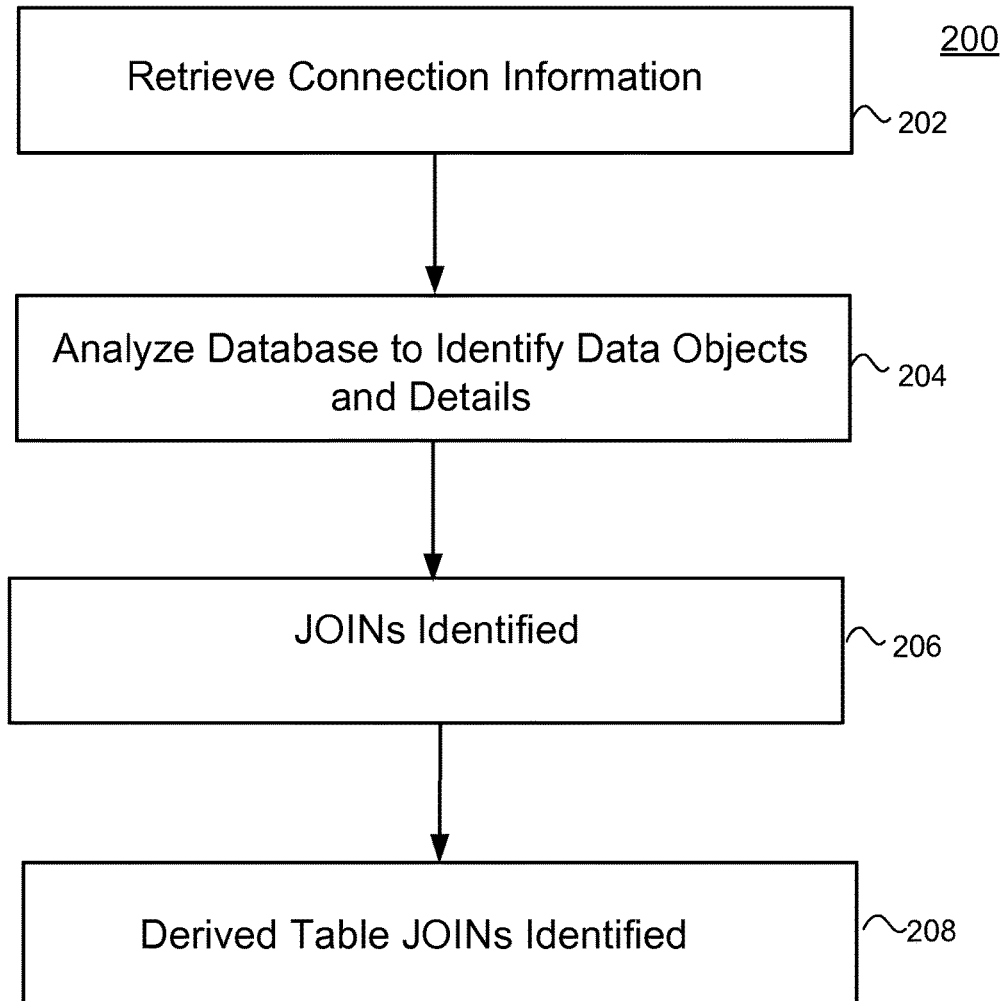 200
Retrieve Connection Information
202
Analyze Database to Identify Data Objects
and Details
204
JOINs Identified
206
Derived Table JOINs Identified
208